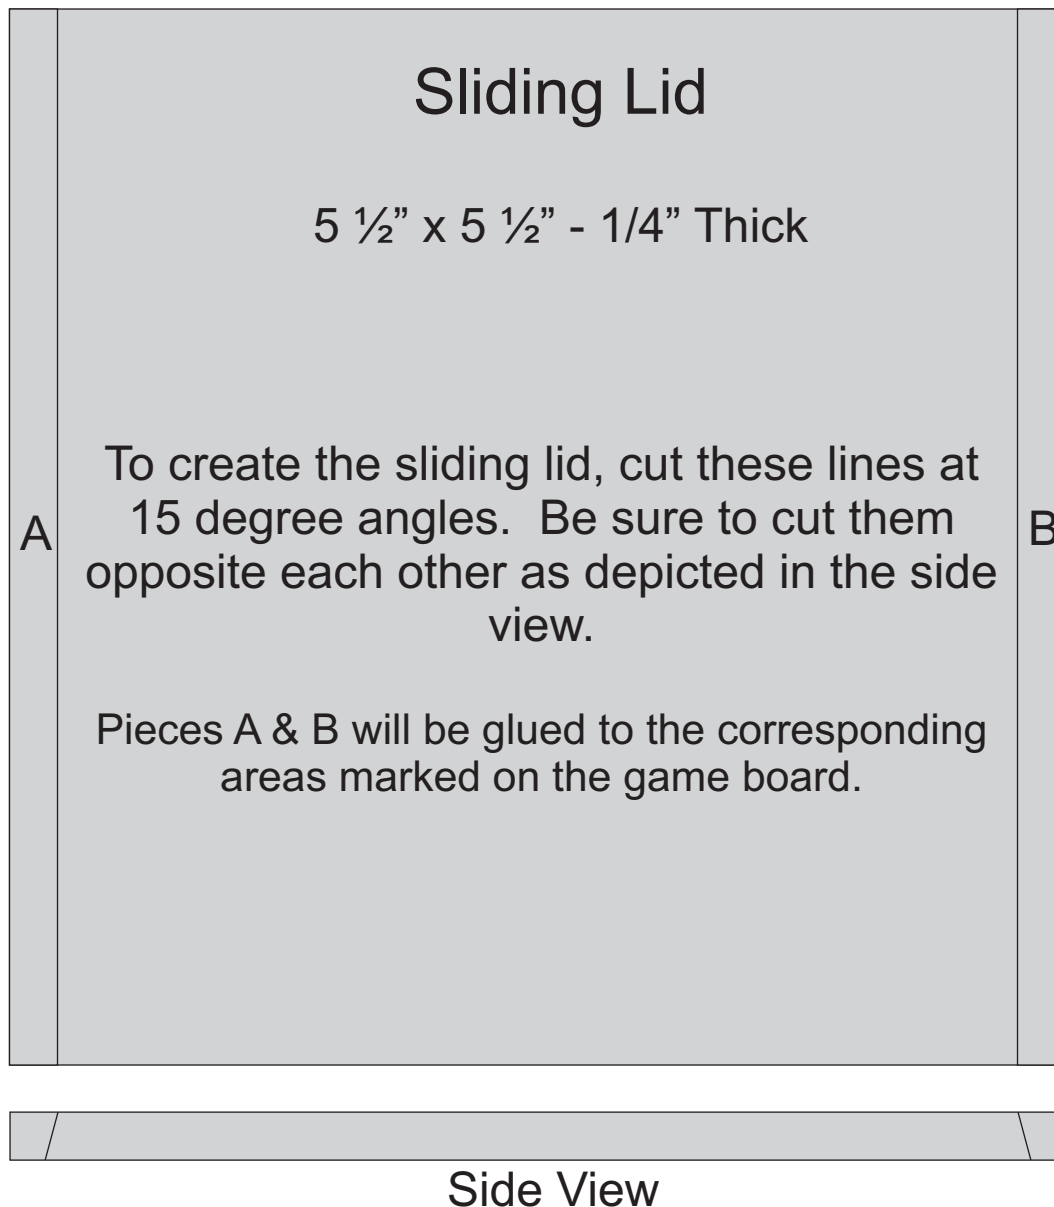 Sliding Lid
5 ½” x 5 ½” - 1/4” Thick
To create the sliding lid, cut these lines at
15 degree angles.  Be sure to cut them
A
B
opposite each other as depicted in the side
view.
Pieces A & B will be glued to the corresponding
areas marked on the game board.
Side View